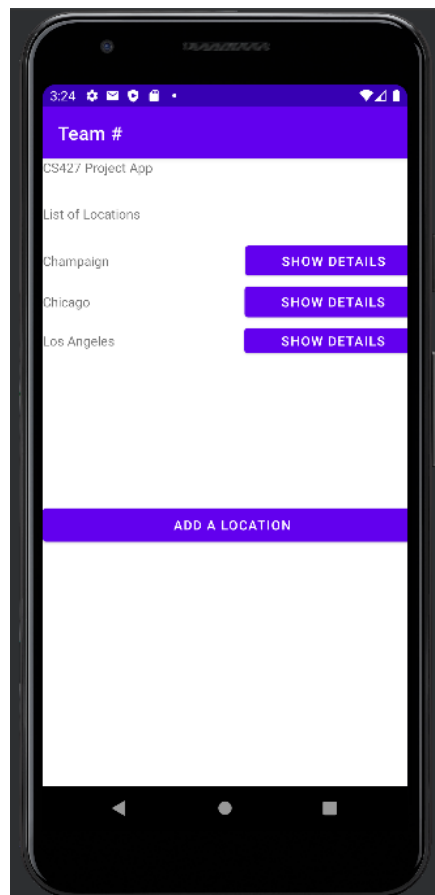 3:24
Team #
CS427 Project App
List of Locations
Champaign SHOW DETAILS
Chicago SHOW DETAILS
Los Angeles SHOW DETAILS
ADD A LOCATION